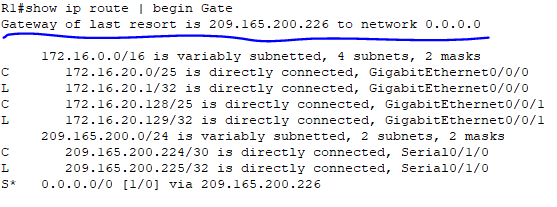 R1#show ip route | begin Gate
Gateway of last resort is 209.165.200.226 to network 0.0.0.0
172.16.0.0/16 is variably subnetted, 4 subnets, 2 masks
C 172.16.20.0/25 is directly connected, GigabitEthernet0/0/0
L 172.16.20.1/32 is directly connected, GigabitEthernet0/0/0
C 172.16.20.128/25 is directly connected, GigabitEthernet0/0/1
L 172.16.20.129/32 is directly connected, GigabitEthernet0/0/1
209.165.200.0/24 is variably subnetted, 2 subnets, 2 masks
C 209.165.200.224/30 is directly connected, Serial0/1/0
L 209.165.200.225/32 is directly connected, Serial0/1/0
S* 0.0.0.0/0 [1/0] via 209.165.200.226